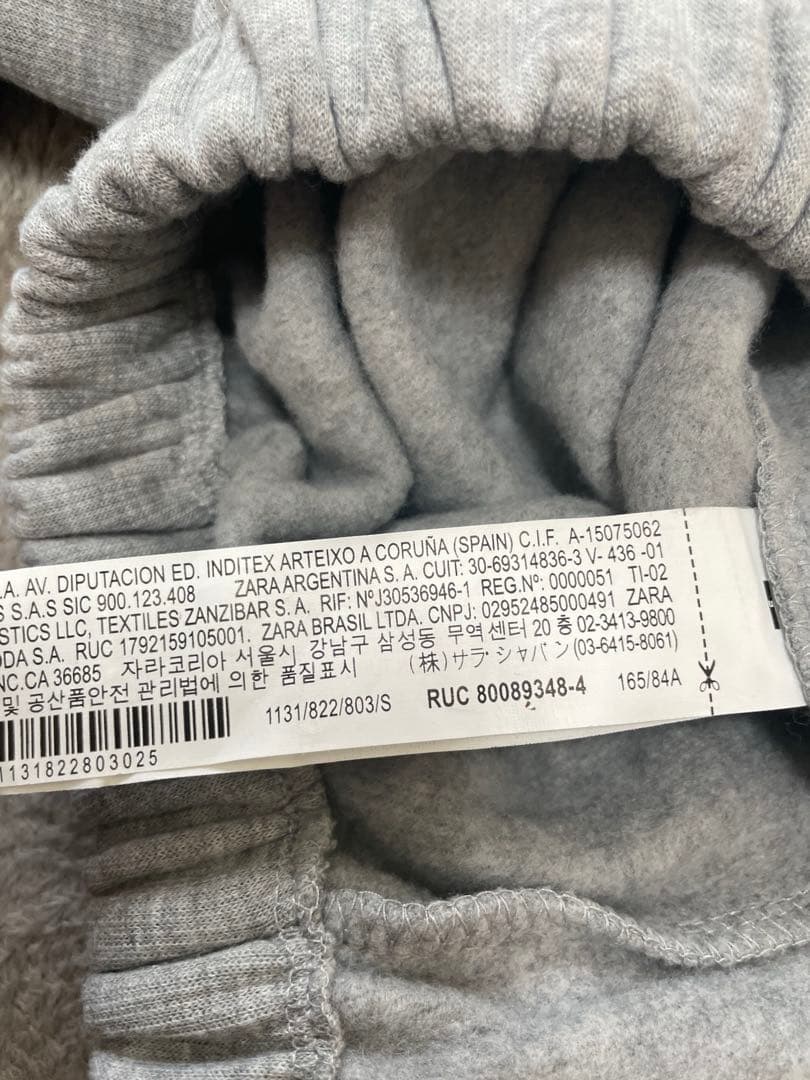 .A. AV. DIPUTACION ED. INDITEX ARTEIXO A CORUÑA (SPAIN) C.I.F. A-15075062
S S.A.S SIC 900.123.408 ZARA ARGENTINA S. A. CUIT: 30-69314836-3 V- 436 -01
STICS LLC, TEXTILES ZANZIBAR S. A. RIF: NºJ30536946-1 REG.Nº: 0000051 TI-02
ODA S.A. RUC 1792159105001. ZARA BRASIL LTDA. CNPJ: 02952485000491 ZARA
NC.CA 36685 자라코리아 서울시 강남구 삼성동 무역센터 20 층 02-3413-9800
및 공산품안전 관리법에 의한 품질표시 (株)サラ・シャパン(03-6415-8061)
1131/822/803/S RUC 80089348-4 165/84A
1131822803025